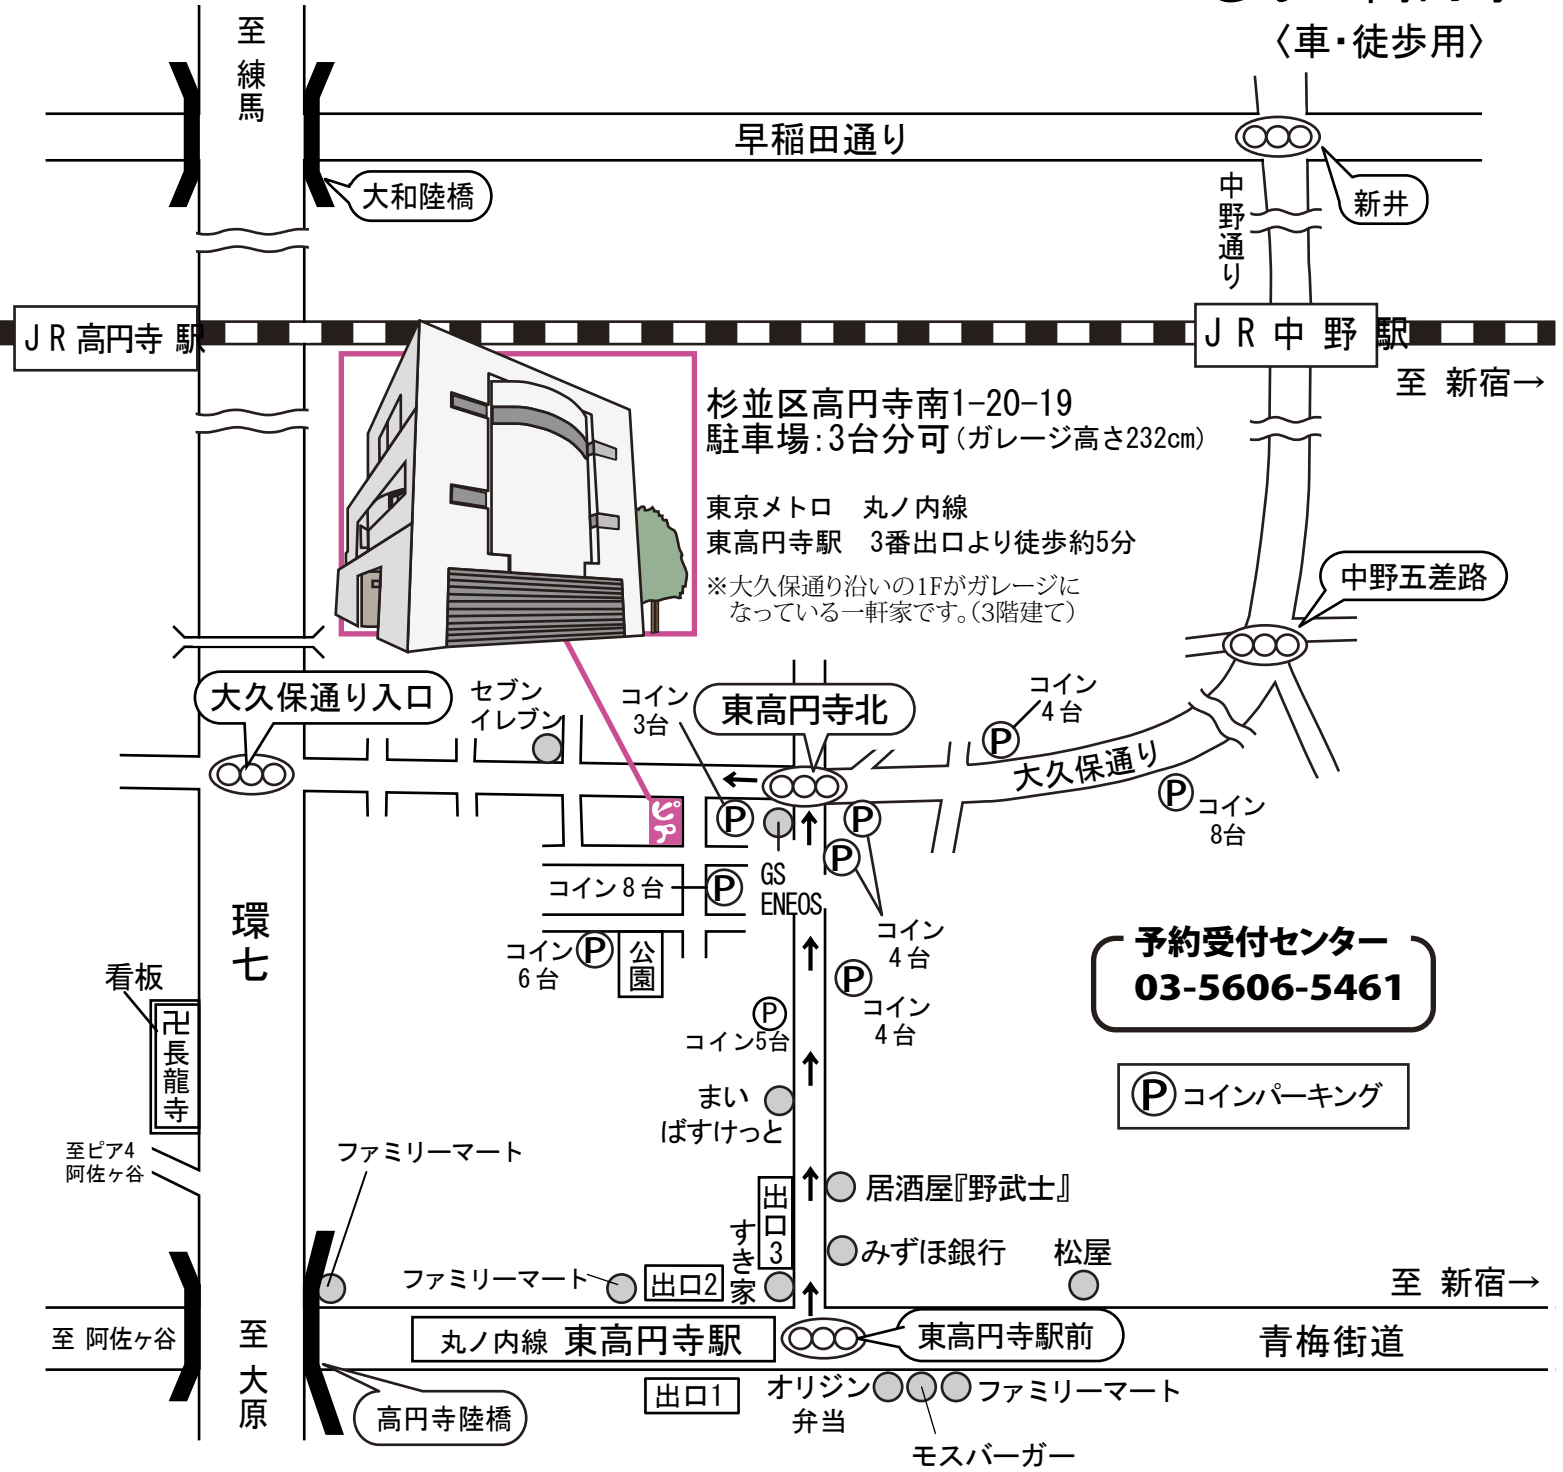 〈車・徒歩用〉
至 練馬
早稲田通り
大和陸橋
中野通り
新井
JR高円寺 駅
JR 中 野 駅
至 新宿→
杉並区高円寺南1-20-19
駐車場:3台分可(ガレージ高さ232cm)
東京メトロ 丸ノ内線
東高円寺駅 3番出口より徒歩約5分
※大久保通り沿いの1Fがガレージに
なっている一軒家です。(3階建て)
中野五差路
大久保通り入口
セブン
イレブン
コイン
3台
東高円寺北
コイン
4台
大久保通り
P
P
コイン
8台
ピア
P
P
P
GS
ENEOS
コイン8台
P
コイン
4台
環七
コイン
6台
P
公園
P
コイン
4台
予約受付センター
03-5606-5461
看板
卍長龍寺
P
コイン5台
Pコインパーキング
まい
ばすけっと
至ピア4
阿佐ヶ谷
ファミリーマート
出口3
居酒屋『野武士』
すき家
みずほ銀行
松屋
ファミリーマート
出口2
至 新宿→
至 阿佐ヶ谷
至 大原
丸ノ内線 東高円寺駅
東高円寺駅前
青梅街道
高円寺陸橋
出口1
オリジン
弁当
ファミリーマート
モスバーガー